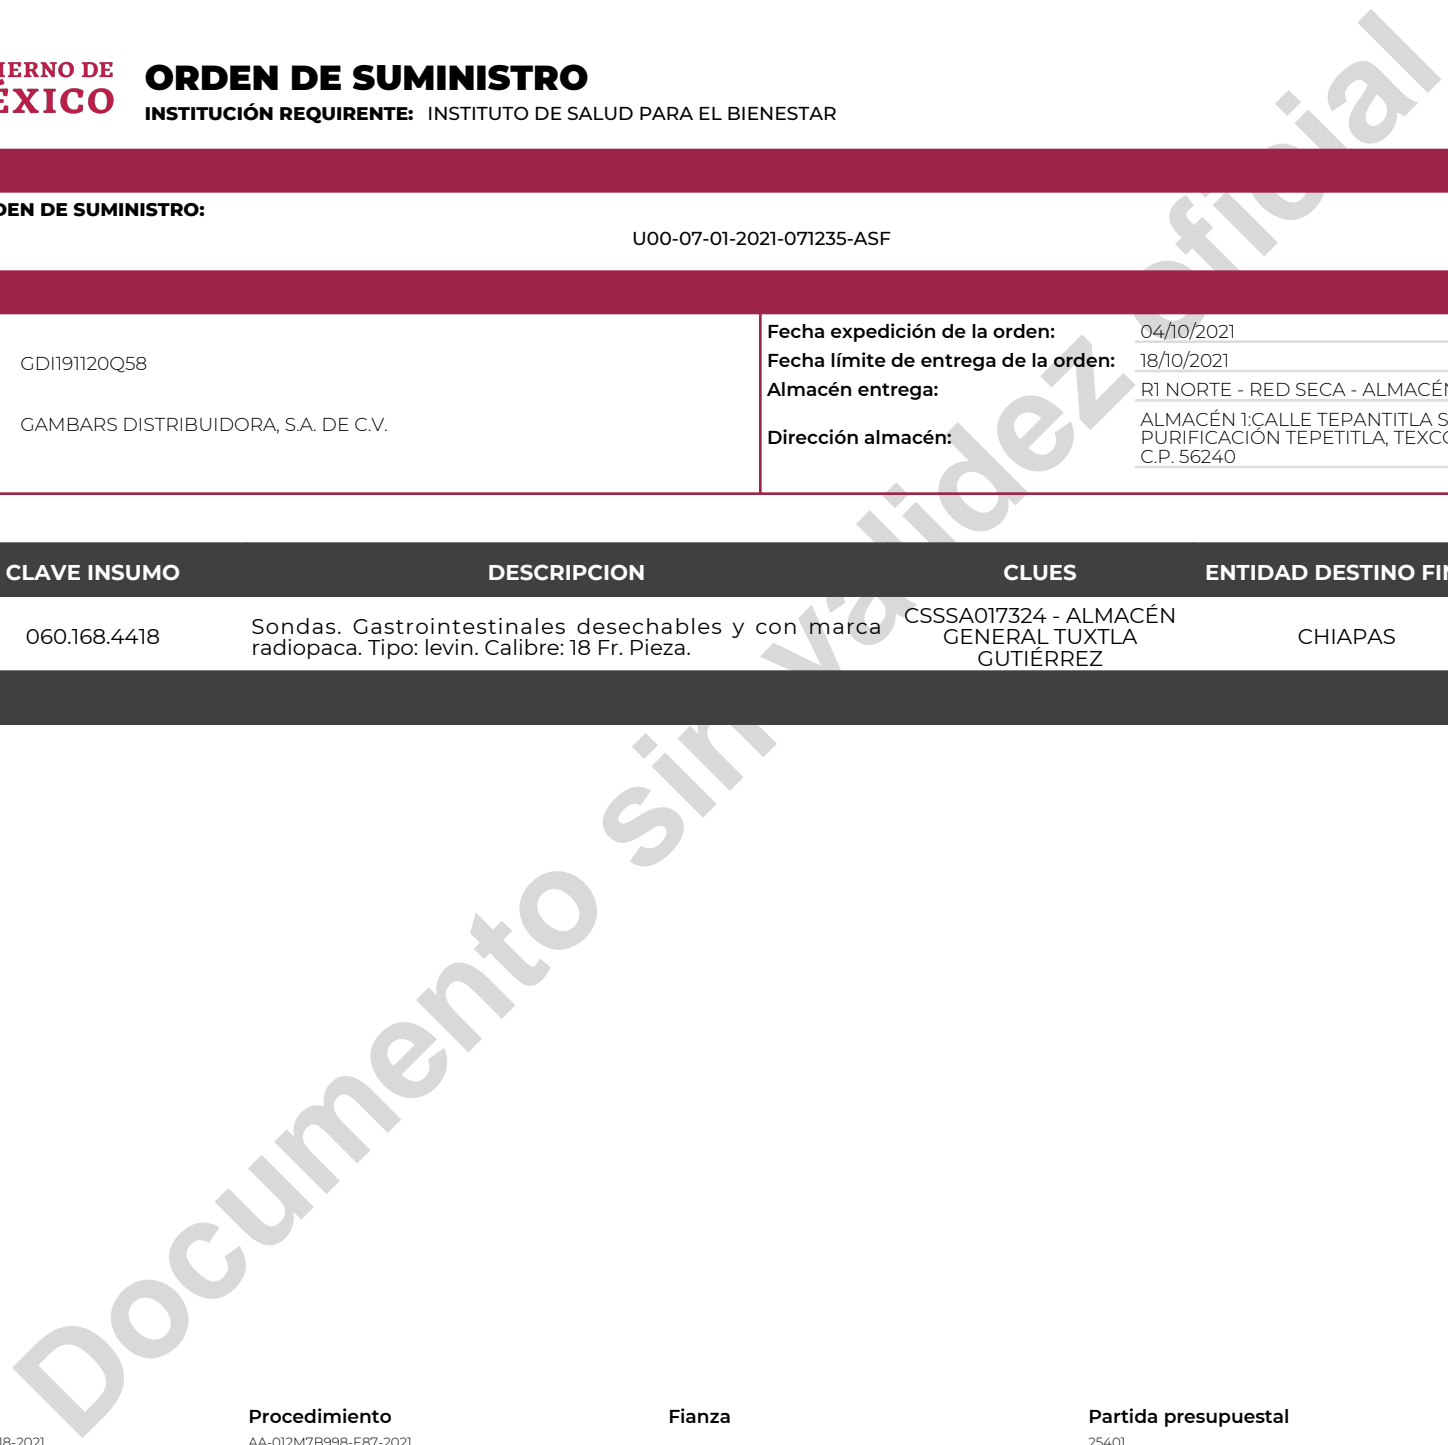 ORDEN DE SUMINISTRO
INSTITUCIÓN REQUIRENTE: INSTITUTO DE SALUD PARA EL BIENESTAR
IERNO DE
ÉXICO
DEN DE SUMINISTRO:
U00-07-01-2021-071235-ASF
GDI191120Q58
GAMBARS DISTRIBUIDORA, S.A. DE C.V.
Fecha expedición de la orden: 04/10/2021
Fecha límite de entrega de la orden: 18/10/2021
Almacén entrega: R1 NORTE - RED SECA - ALMACÉN
Dirección almacén:
ALMACÉN 1:CALLE TEPANTITLA S
PURIFICACIÓN TEPETITLA, TEXCO
C.P. 56240
CLAVE INSUMO DESCRIPCION CLUES ENTIDAD DESTINO FIN
060.168.4418
Sondas. Gastrointestinales desechables y con marca
radiopaca. Tipo: levin. Calibre: 18 Fr. Pieza.
CSSSA017324 - ALMACÉN
GENERAL TUXTLA
GUTIÉRREZ
CHIAPAS
Documento sin validez oficial
Procedimiento Fianza Partida presupuestal
18-2021 AA-012M7B998-E87-2021 25401